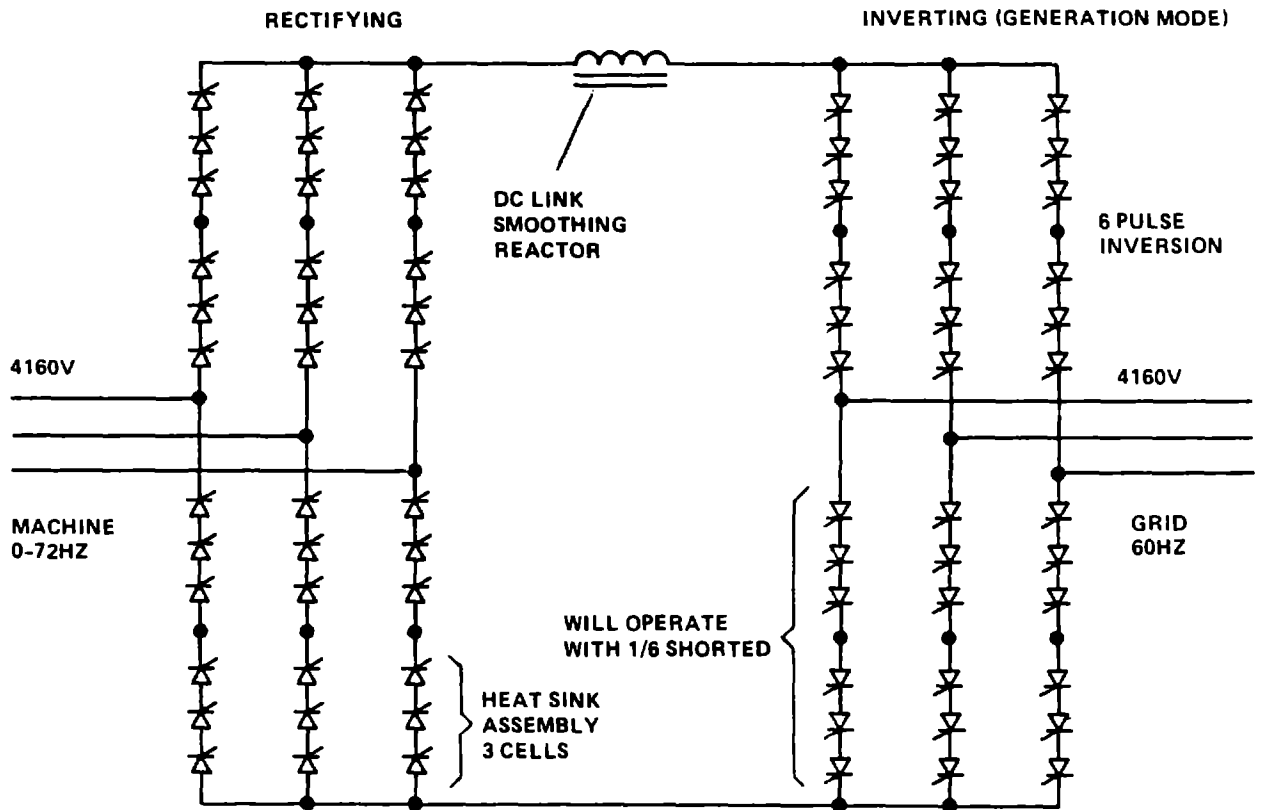 RECTIFYING
INVERTING (GENERATION MODE)
DC LINK
SMOOTHING
REACTOR
6 PULSE
INVERSION
4160V
4160V
MACHINE
0-72HZ
GRID
60HZ
WILL OPERATE
WITH 1/6 SHORTED
HEAT SINK
ASSEMBLY
3 CELLS